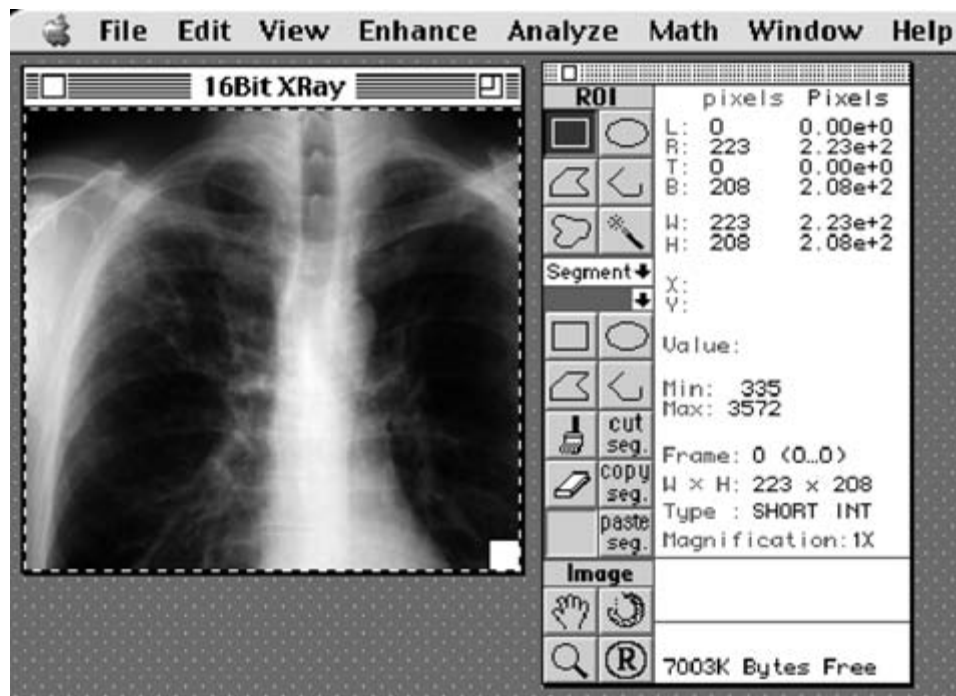 File Edit View Enhance Analyze Math Window Help
16Bit XRay
ROI
pixels Pixels
L: 0 0.00e+0
R: 223 2.23e+2
T: 0 0.00e+0
B: 208 2.08e+2
W: 223 2.23e+2
H: 208 2.08e+2
Segment
X:
Y:
Value:
Min: 335
Max: 3572
cut
seg.
Frame: 0 (0...0)
copy
seg.
W × H: 223 x 208
Type : SHORT INT
paste
seg.
Magnification:1X
Image
R
7003K Bytes Free